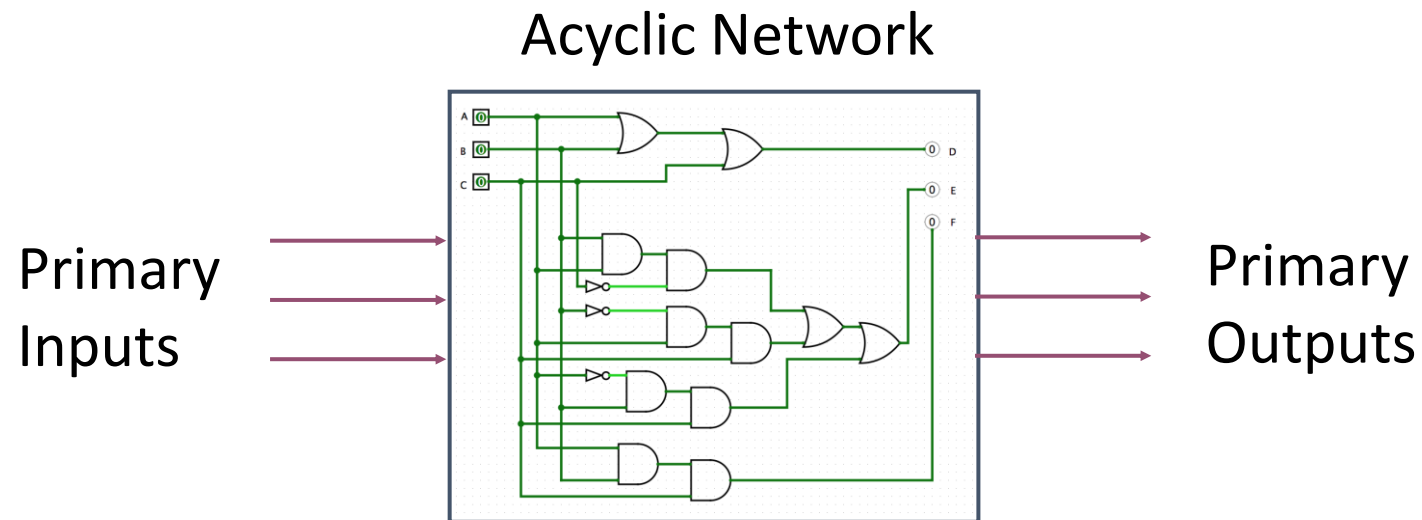 Acyclic Network
A 0
B 0
C 0
0 D
0 E
0 F
Primary
Inputs
Primary
Outputs